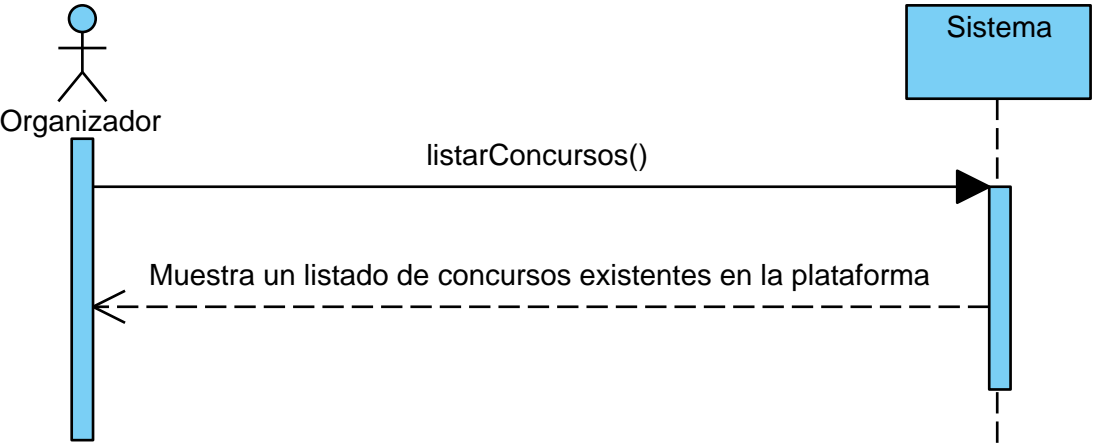 Sistema
Organizador
listarConcursos()
Muestra un listado de concursos existentes en la plataforma